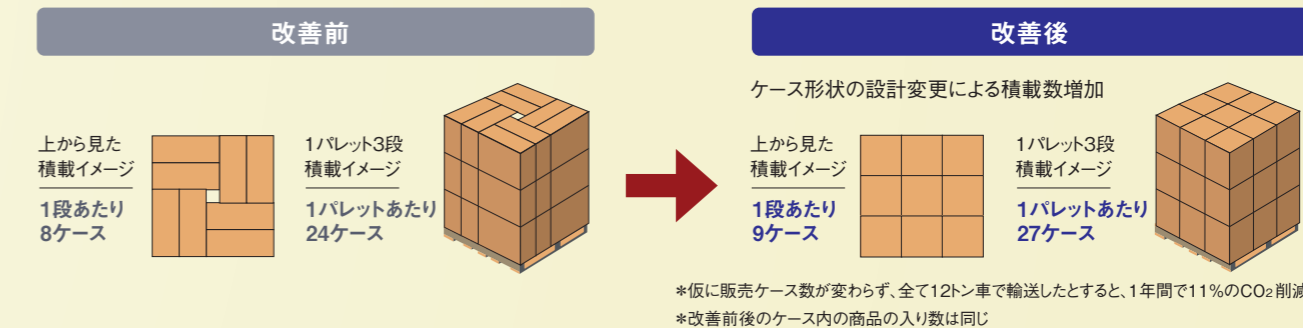 改善前
上から見た
積載イメージ
1段あたり
8ケース
1パレット3段
積載イメージ
1パレットあたり
24ケース
改善後
ケース形状の設計変更による積載数増加
上から見た
積載イメージ
1段あたり
9ケース
1パレット3段
積載イメージ
1パレットあたり
27ケース
*仮に販売ケース数が変わらず、全て12トン車で輸送したとすると、1年間で11%のCO2削減
*改善前後のケース内の商品の入り数は同じ